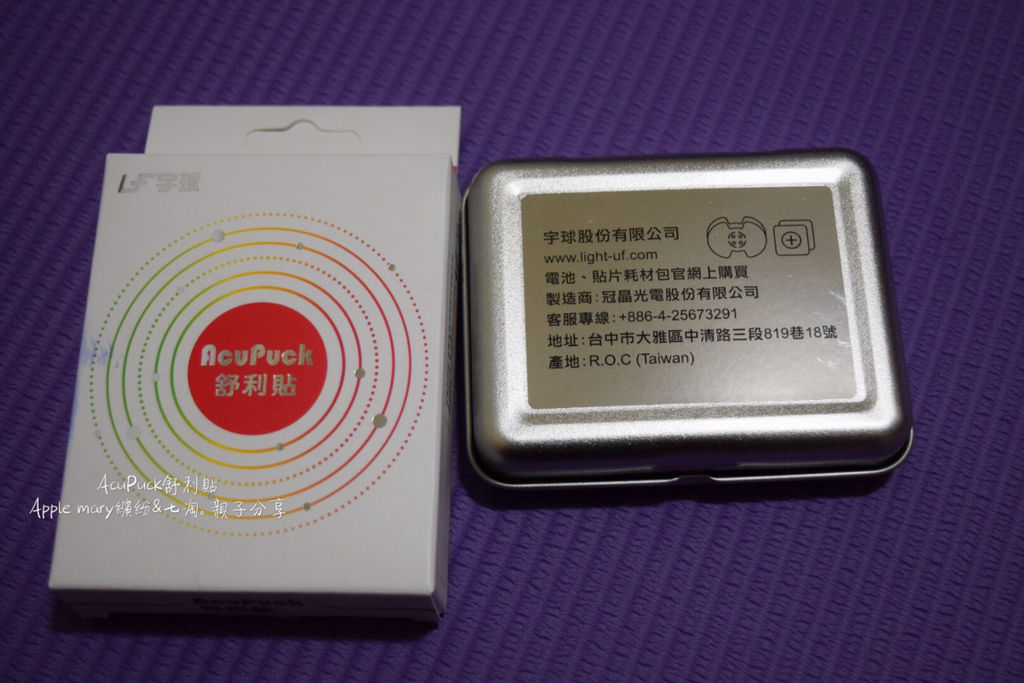 UF宇球
AcuPuck
舒利貼
宇球股份有限公司
www.light-uf.com
電池、貼片耗材包官網上購買
製造商:冠晶光電股份有限公司
客服專線:+886-4-25673291
地址:台中市大雅區中清路三段819巷18號
產地:R.O.C (Taiwan)
AcuPuck舒利貼
Apple mary繽紛&七淘。親子分享
AcuPuck